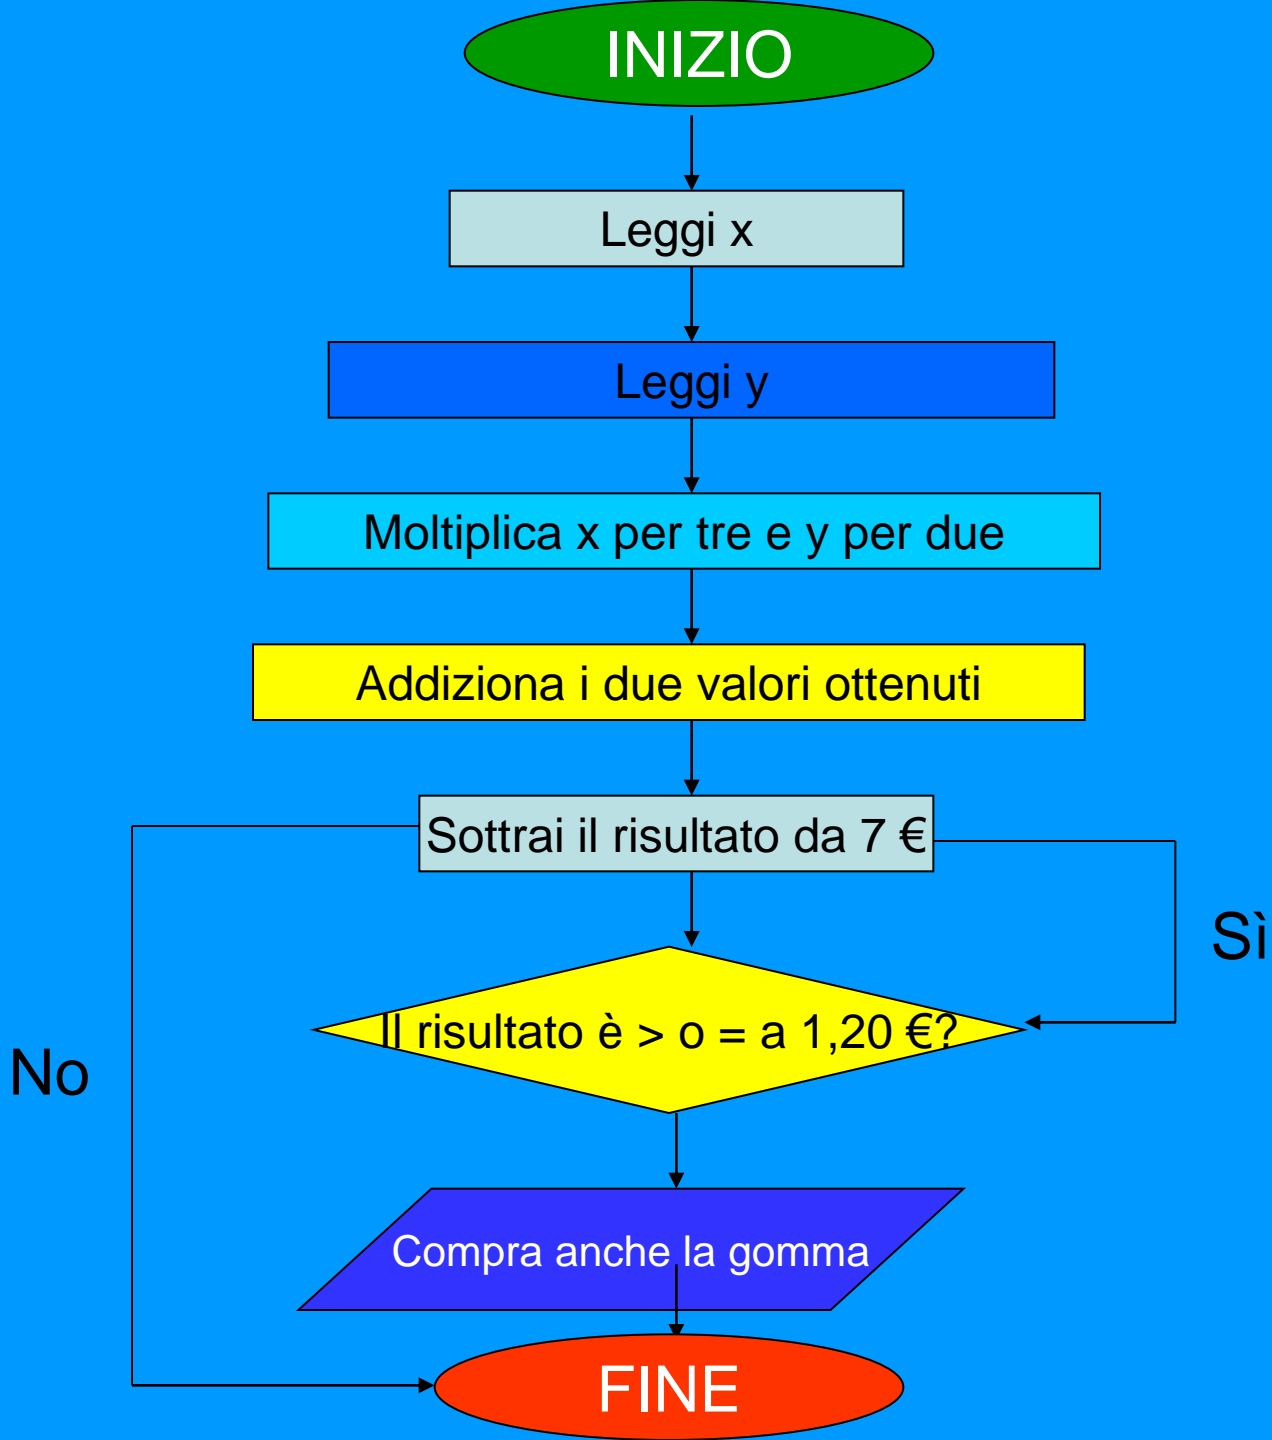 INIZIO
Leggi x
Leggi y
Moltiplica x per tre e y per due
Addiziona i due valori ottenuti
Sottrai il risultato da 7 €
Sì
Il risultato è > o = a 1,20 €?
No
Compra anche la gomma
FINE